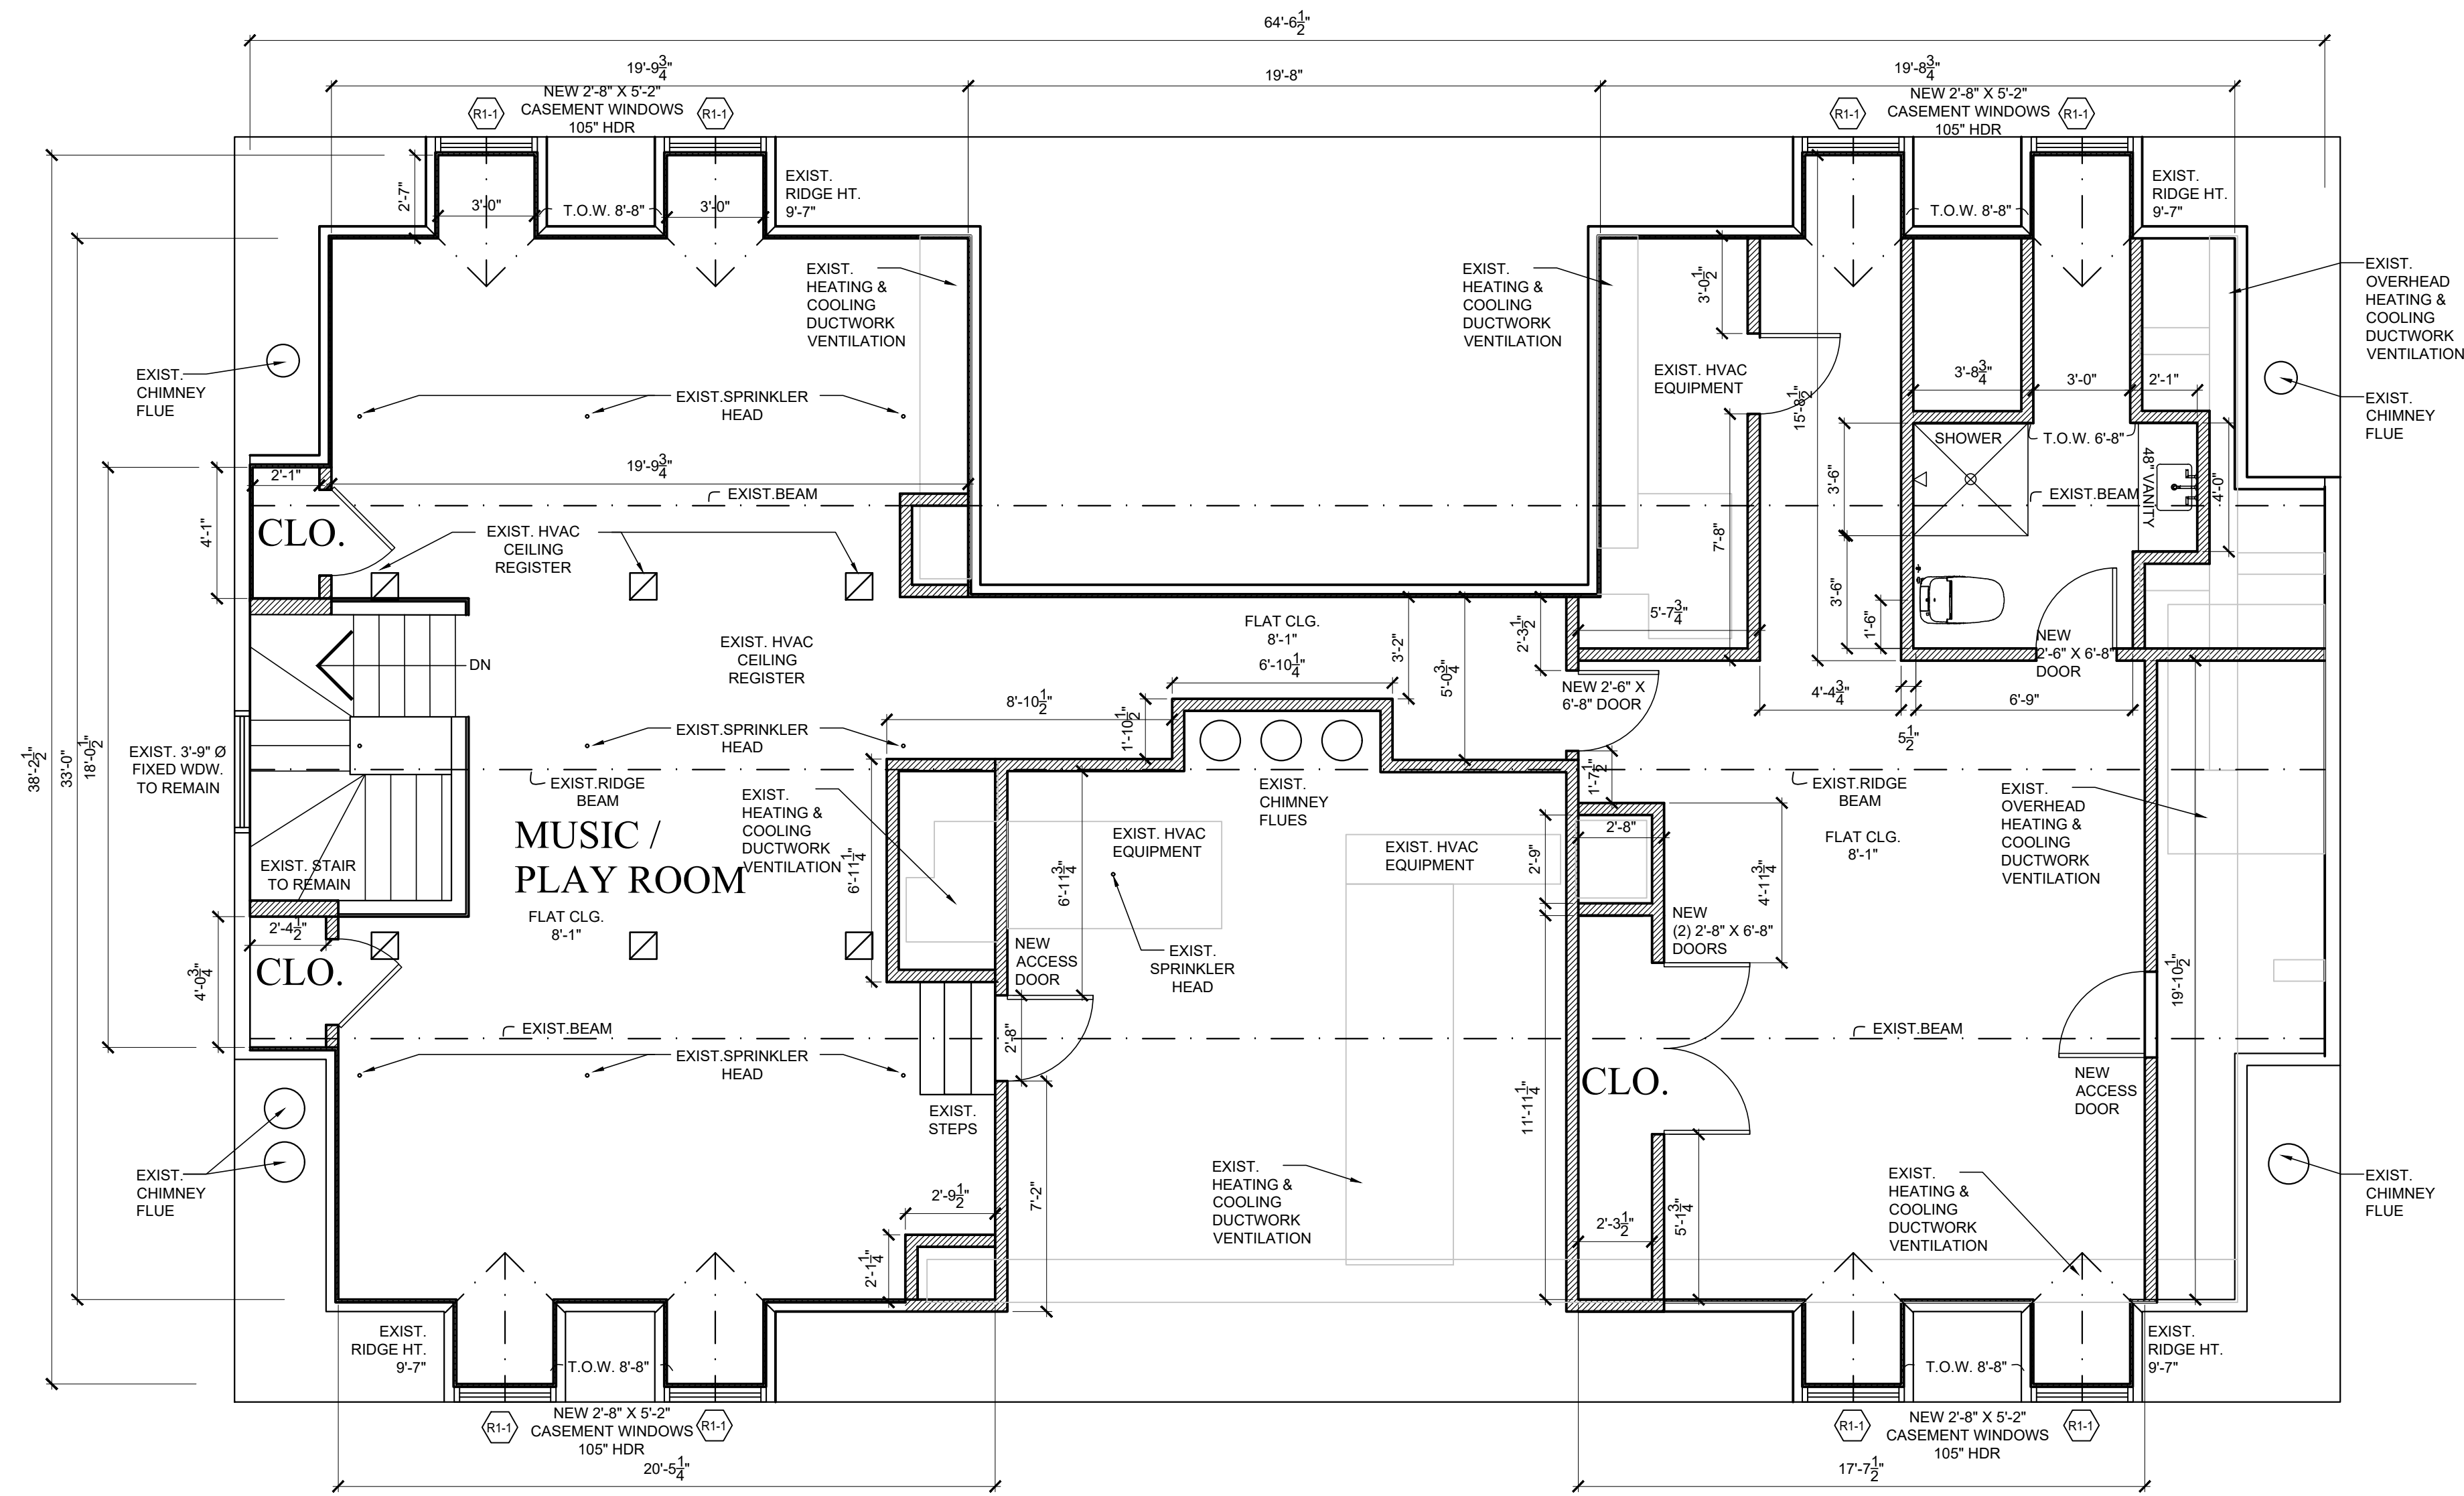 64'-6 1/2"
19'-9 3/4"
19'-8"
19'-8 3/4"
NEW 2'-8" X 5'-2"
CASEMENT WINDOWS
105" HDR
R1-1
R1-1
NEW 2'-8" X 5'-2"
CASEMENT WINDOWS
105" HDR
R1-1
R1-1
2'-7"
3'-0"
T.O.W. 8'-8"
3'-0"
EXIST.
RIDGE HT.
9'-7"
T.O.W. 8'-8"
EXIST.
RIDGE HT.
9'-7"
EXIST.
HEATING &
COOLING
DUCTWORK
VENTILATION
EXIST.
HEATING &
COOLING
DUCTWORK
VENTILATION
3'-0 1/2"
EXIST.
OVERHEAD
HEATING &
COOLING
DUCTWORK
VENTILATION
EXIST.
CHIMNEY
FLUE
EXIST.SPRINKLER
HEAD
EXIST. HVAC
EQUIPMENT
15'-8 1/2"
3'-8 3/4"
3'-0"
2'-1"
EXIST.
CHIMNEY
FLUE
SHOWER
T.O.W. 6'-8"
2'-1"
19'-9 3/4"
EXIST.BEAM
3'-6"
EXIST.BEAM
48" VANITY
4'-0"
4'-1"
CLO.
EXIST. HVAC
CEILING
REGISTER
7'-8"
3'-6"
1'-6"
DN
EXIST. HVAC
CEILING
REGISTER
FLAT CLG.
8'-1"
6'-10 1/4"
3'-2"
5'-0 3/4"
2'-3 1/2"
5'-7 3/4"
NEW
2'-6" X 6'-8"
DOOR
NEW 2'-6" X
6'-8" DOOR
4'-4 3/4"
6'-9"
5 1/2"
8'-10 1/2"
1'-10 1/2"
38'-2 1/2"
33'-0"
18'-0 1/2"
EXIST. 3'-9" Ø
FIXED WDW.
TO REMAIN
EXIST.SPRINKLER
HEAD
EXIST.RIDGE
BEAM
EXIST.
HEATING &
COOLING
DUCTWORK
VENTILATION
EXIST.
CHIMNEY
FLUES
1'-7 1/2"
EXIST.RIDGE
BEAM
EXIST.
OVERHEAD
HEATING &
COOLING
DUCTWORK
VENTILATION
MUSIC /
PLAY ROOM
FLAT CLG.
8'-1"
6'-11 1/4"
6'-11 3/4"
EXIST. HVAC
EQUIPMENT
EXIST. HVAC
EQUIPMENT
2'-8"
2'-9"
4'-11 3/4"
FLAT CLG.
8'-1"
EXIST. STAIR
TO REMAIN
2'-4 1/2"
CLO.
4'-0 3/4"
NEW
ACCESS
DOOR
EXIST.
SPRINKLER
HEAD
NEW
(2) 2'-8" X 6'-8"
DOORS
19'-10 1/2"
EXIST.BEAM
2'-8"
EXIST.BEAM
EXIST.SPRINKLER
HEAD
CLO.
NEW
ACCESS
DOOR
EXIST.
STEPS
11'-11 1/4"
EXIST.
CHIMNEY
FLUE
2'-9 1/2"
7'-2"
EXIST.
HEATING &
COOLING
DUCTWORK
VENTILATION
2'-3 1/2"
5'-1 3/4"
EXIST.
HEATING &
COOLING
DUCTWORK
VENTILATION
EXIST.
CHIMNEY
FLUE
2'-1 1/4"
EXIST.
RIDGE HT.
9'-7"
T.O.W. 8'-8"
T.O.W. 8'-8"
EXIST.
RIDGE HT.
9'-7"
R1-1
NEW 2'-8" X 5'-2"
CASEMENT WINDOWS
105" HDR
R1-1
R1-1
NEW 2'-8" X 5'-2"
CASEMENT WINDOWS
105" HDR
R1-1
20'-5 1/4"
17'-7 1/2"